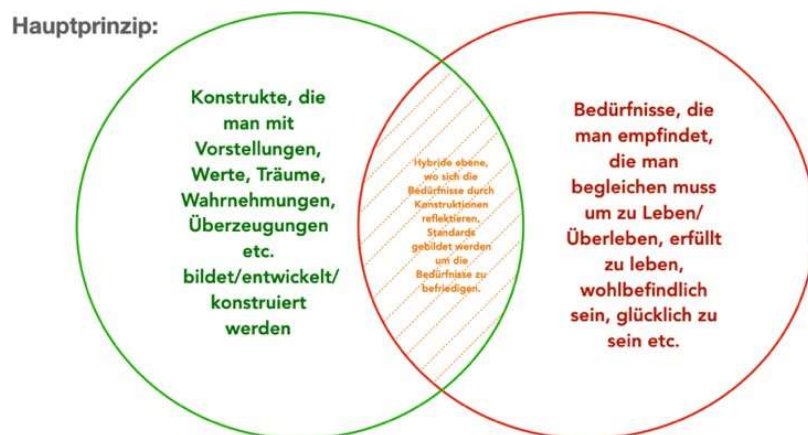 Hauptprinzip:
Konstrukte, die
man mit
Vorstellungen,
Werte, Träume,
Wahrnehmungen,
Überzeugungen
etc.
bildet/entwickelt/
konstruiert
werden
Hybride ebene,
wo sich die
Bedürfnisse durch
Konstruktionen
reflektieren,
Standards
gebildet werden
um die
Bedürfnisse zu
befriedigen.
Bedürfnisse, die
man empfindet,
die man
begleichen muss
um zu Leben/
Überleben, erfüllt
zu leben,
wohlbefindlich
sein, glücklich zu
sein etc.